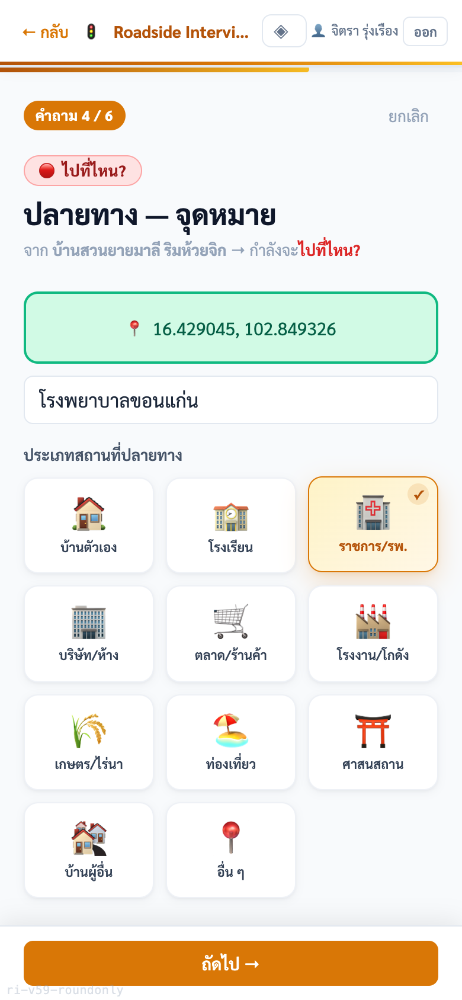 ← กลับ 🚦 Roadside Intervi... ◈ 👤 จิตรา รุ่งเรือง ออก
คำถาม 4 / 6 ยกเลิก
🔴 ไปที่ไหน?
ปลายทาง — จุดหมาย
จาก บ้านสวนยายมาลี ริมห้วยจิก → กำลังจะไปที่ไหน?
📍 16.429045, 102.849326
โรงพยาบาลขอนแก่น
ประเภทสถานที่ปลายทาง
บ้านตัวเอง โรงเรียน ราชการ/รพ. ✓
บริษัท/ห้าง ตลาด/ร้านค้า โรงงาน/โกดัง
เกษตร/ไร่นา ท่องเที่ยว ศาสนสถาน
บ้านผู้อื่น อื่น ๆ
ถัดไป →
ri-v59-roundonly